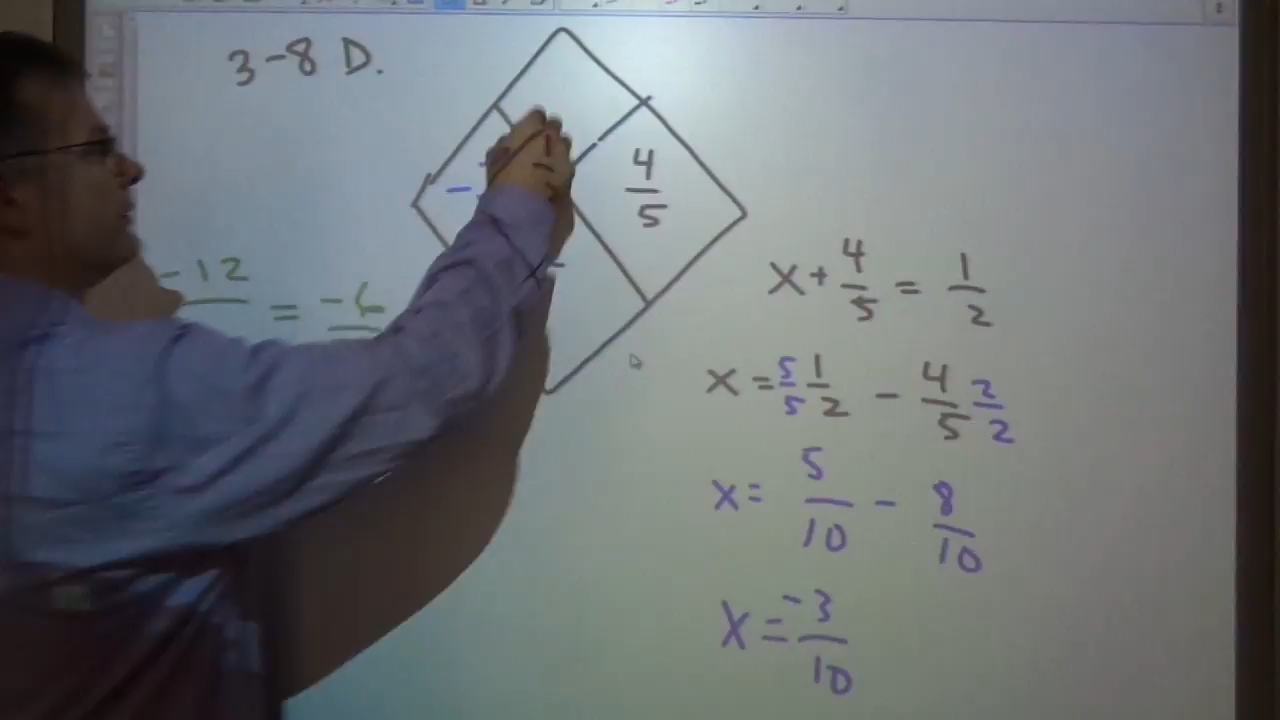 3-8 D.
4/5
-12/ = -6/
x + 4/5 = 1/2
x = 5/5 1/2 - 4/5 2/2
x = 5/10 - 8/10
x = -3/10